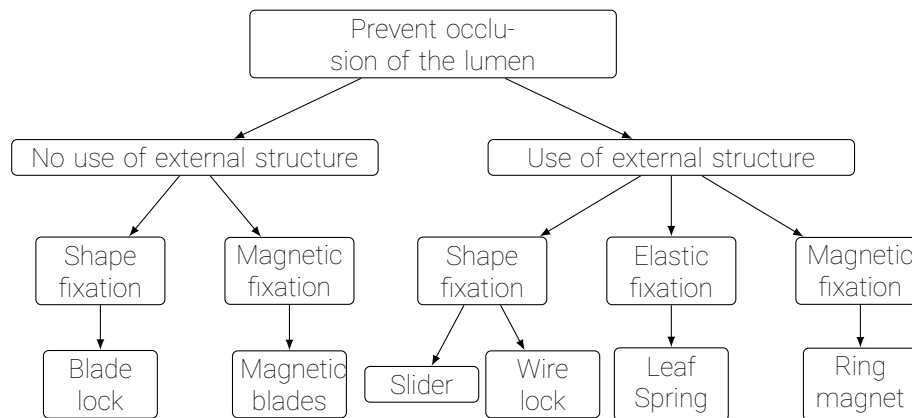 Prevent occlu-
sion of the lumen
No use of external structure
Use of external structure
Shape
fixation
Magnetic
fixation
Shape
fixation
Elastic
fixation
Magnetic
fixation
Blade
lock
Magnetic
blades
Slider
Wire
lock
Leaf
Spring
Ring
magnet